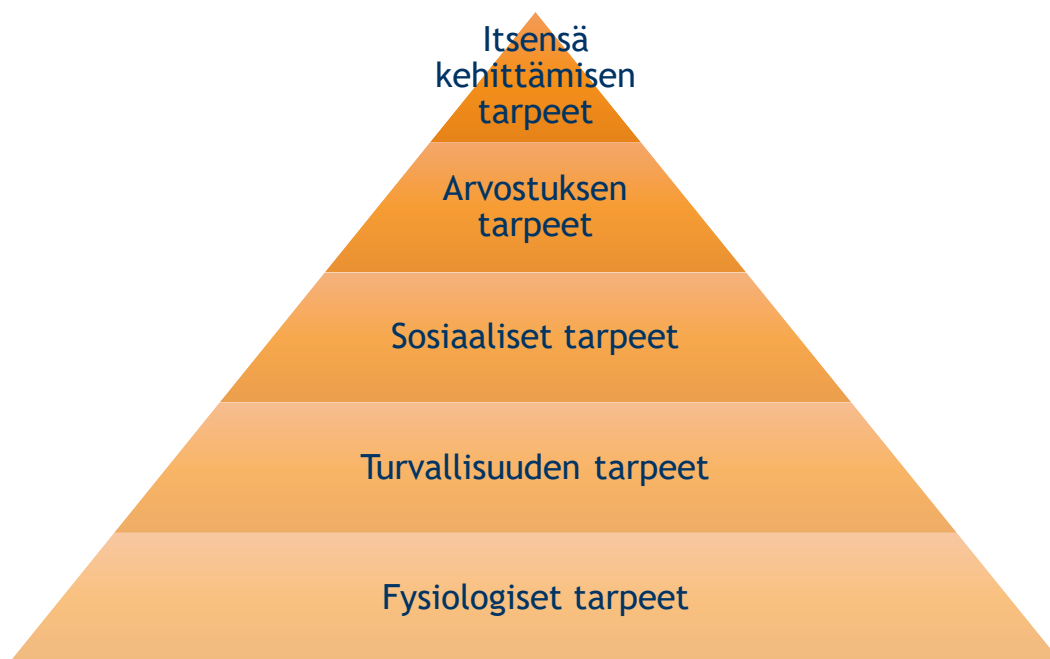 Itsensä
kehittämisen
tarpeet
Arvostuksen
tarpeet
Sosiaaliset tarpeet
Turvallisuuden tarpeet
Fysiologiset tarpeet